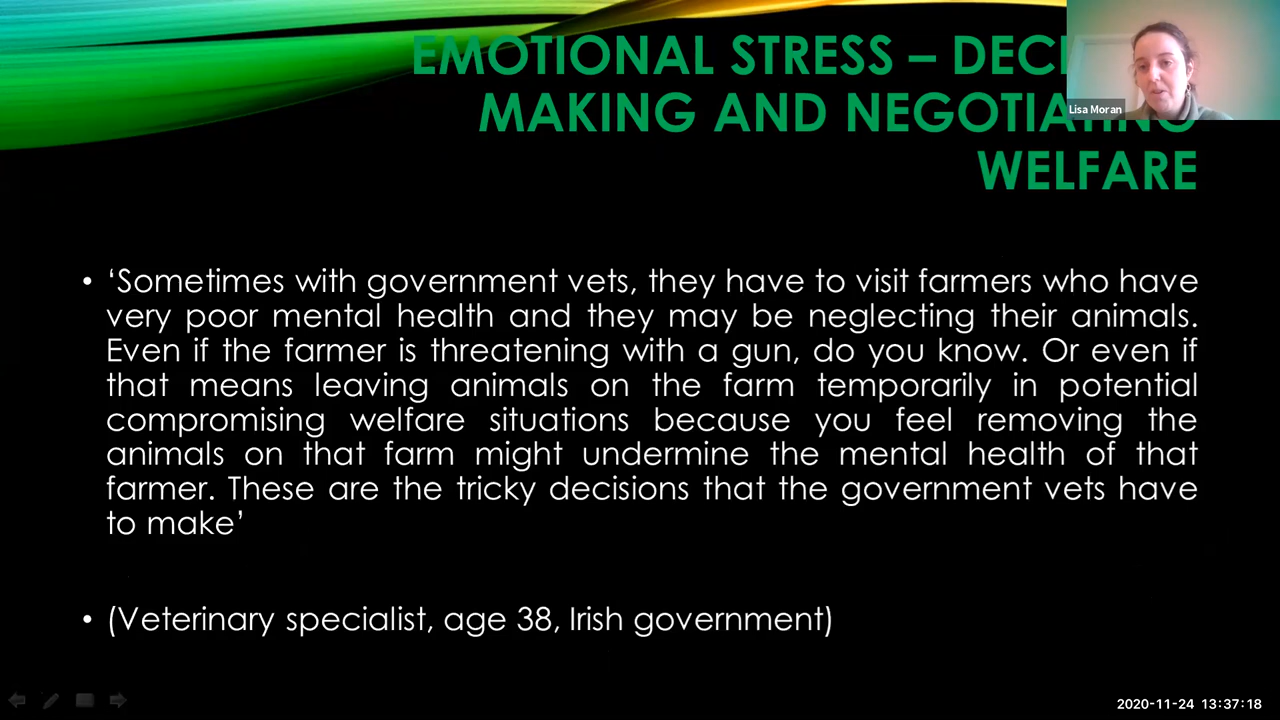 EMOTIONAL STRESS –
MAKING AND NEGOTIATING
WELFARE
Lisa Moran
• ‘Sometimes with government vets, they have to visit farmers who have
very poor mental health and they may be neglecting their animals.
Even if the farmer is threatening with a gun, do you know. Or even if
that means leaving animals on the farm temporarily in potential
compromising welfare situations because you feel removing the
animals on that farm might undermine the mental health of that
farmer. These are the tricky decisions that the government vets have
to make’
• (Veterinary specialist, age 38, Irish government)
2020-11-24 13:37:18